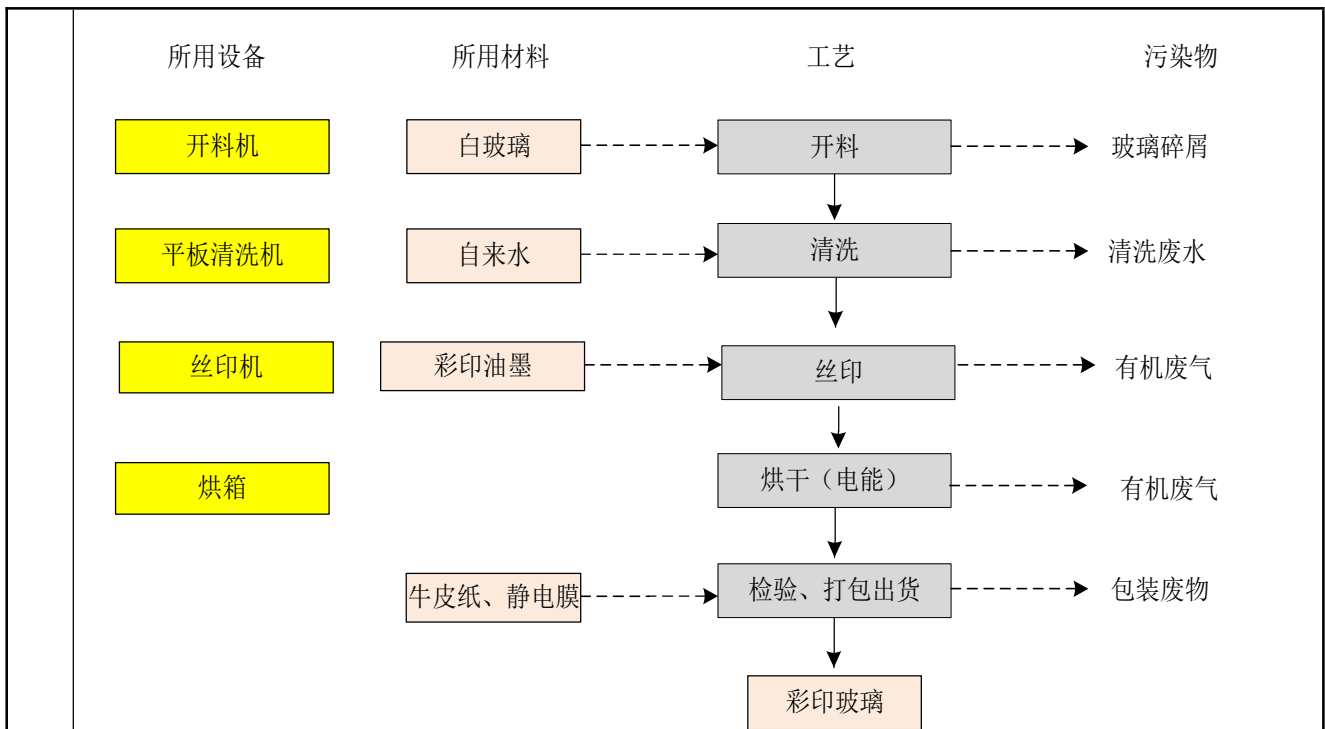 所用设备 所用材料 工艺 污染物
开料机 白玻璃 开料 玻璃碎屑
平板清洗机 自来水 清洗 清洗废水
丝印机 彩印油墨 丝印 有机废气
烘箱 烘干（电能） 有机废气
牛皮纸、静电膜 检验、打包出货 包装废物
彩印玻璃